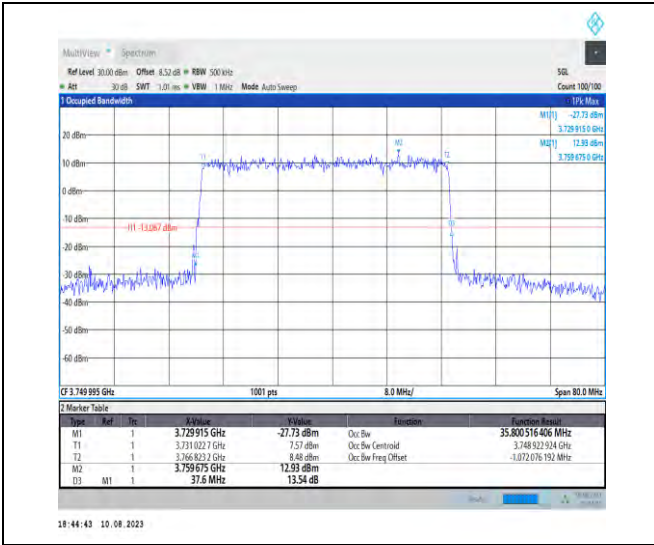 MultiView Spectrum
Ref Level 30.00 dBm Offset 8.52 dB RBW 500 kHz SGL
Att 30 dB SWT 1.01 ms VBW 1 MHz Mode Auto Sweep Count 100/100
1 Occupied Bandwidth 1Pk Max
M1[1] -27.73 dBm
3.729 915 0 GHz
20 dBm M2[1] 12.93 dBm
M2 3.759 675 0 GHz
T1 T2
10 dBm
0 dBm
-10 dBm
H1 -13.067 dBm D3
-20 dBm
-30 dBm
-40 dBm
-50 dBm
-60 dBm
CF 3.749 995 GHz 1001 pts 8.0 MHz/ Span 80.0 MHz
2 Marker Table
Type Ref Trc X-Value Y-Value Function Function Result
M1 1 3.729915 GHz -27.73 dBm Occ Bw 35.800 516 406 MHz
T1 1 3.731 022 7 GHz 7.57 dBm Occ Bw Centroid 3.748 922 924 GHz
T2 1 3.766 823 2 GHz 8.48 dBm Occ Bw Freq Offset -1.072 076 192 MHz
M2 1 3.759675 GHz 12.93 dBm
D3 M1 1 37.6 MHz 13.54 dB
18:44:43 10.08.2023